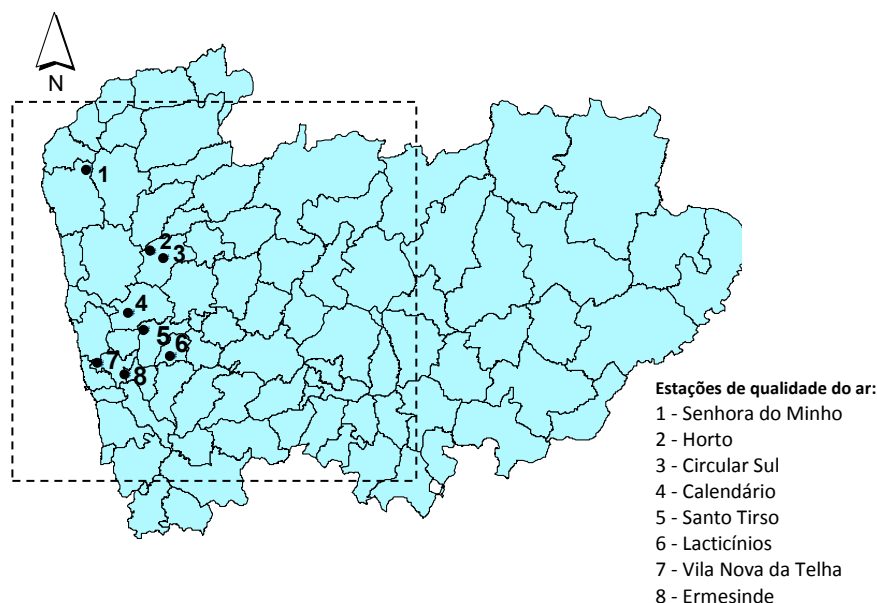 N
1
2
3
4
5
6
7
8
Estações de qualidade do ar:
1 - Senhora do Minho
2 - Horto
3 - Circular Sul
4 - Calendário
5 - Santo Tirso
6 - Lacticínios
7 - Vila Nova da Telha
8 - Ermesinde